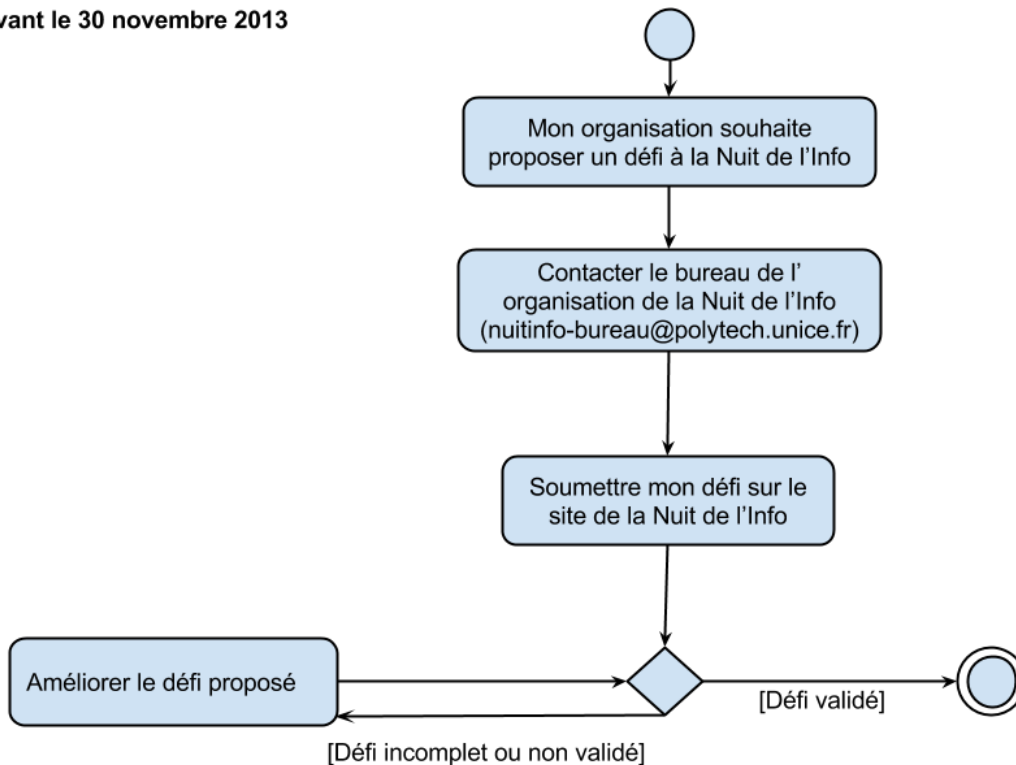 vant le 30 novembre 2013
Mon organisation souhaite
proposer un défi à la Nuit de l'Info
Contacter le bureau de l'
organisation de la Nuit de l'Info
(nuitinfo-bureau@polytech.unice.fr)
Soumettre mon défi sur le
site de la Nuit de l'Info
Améliorer le défi proposé
[Défi validé]
[Défi incomplet ou non validé]